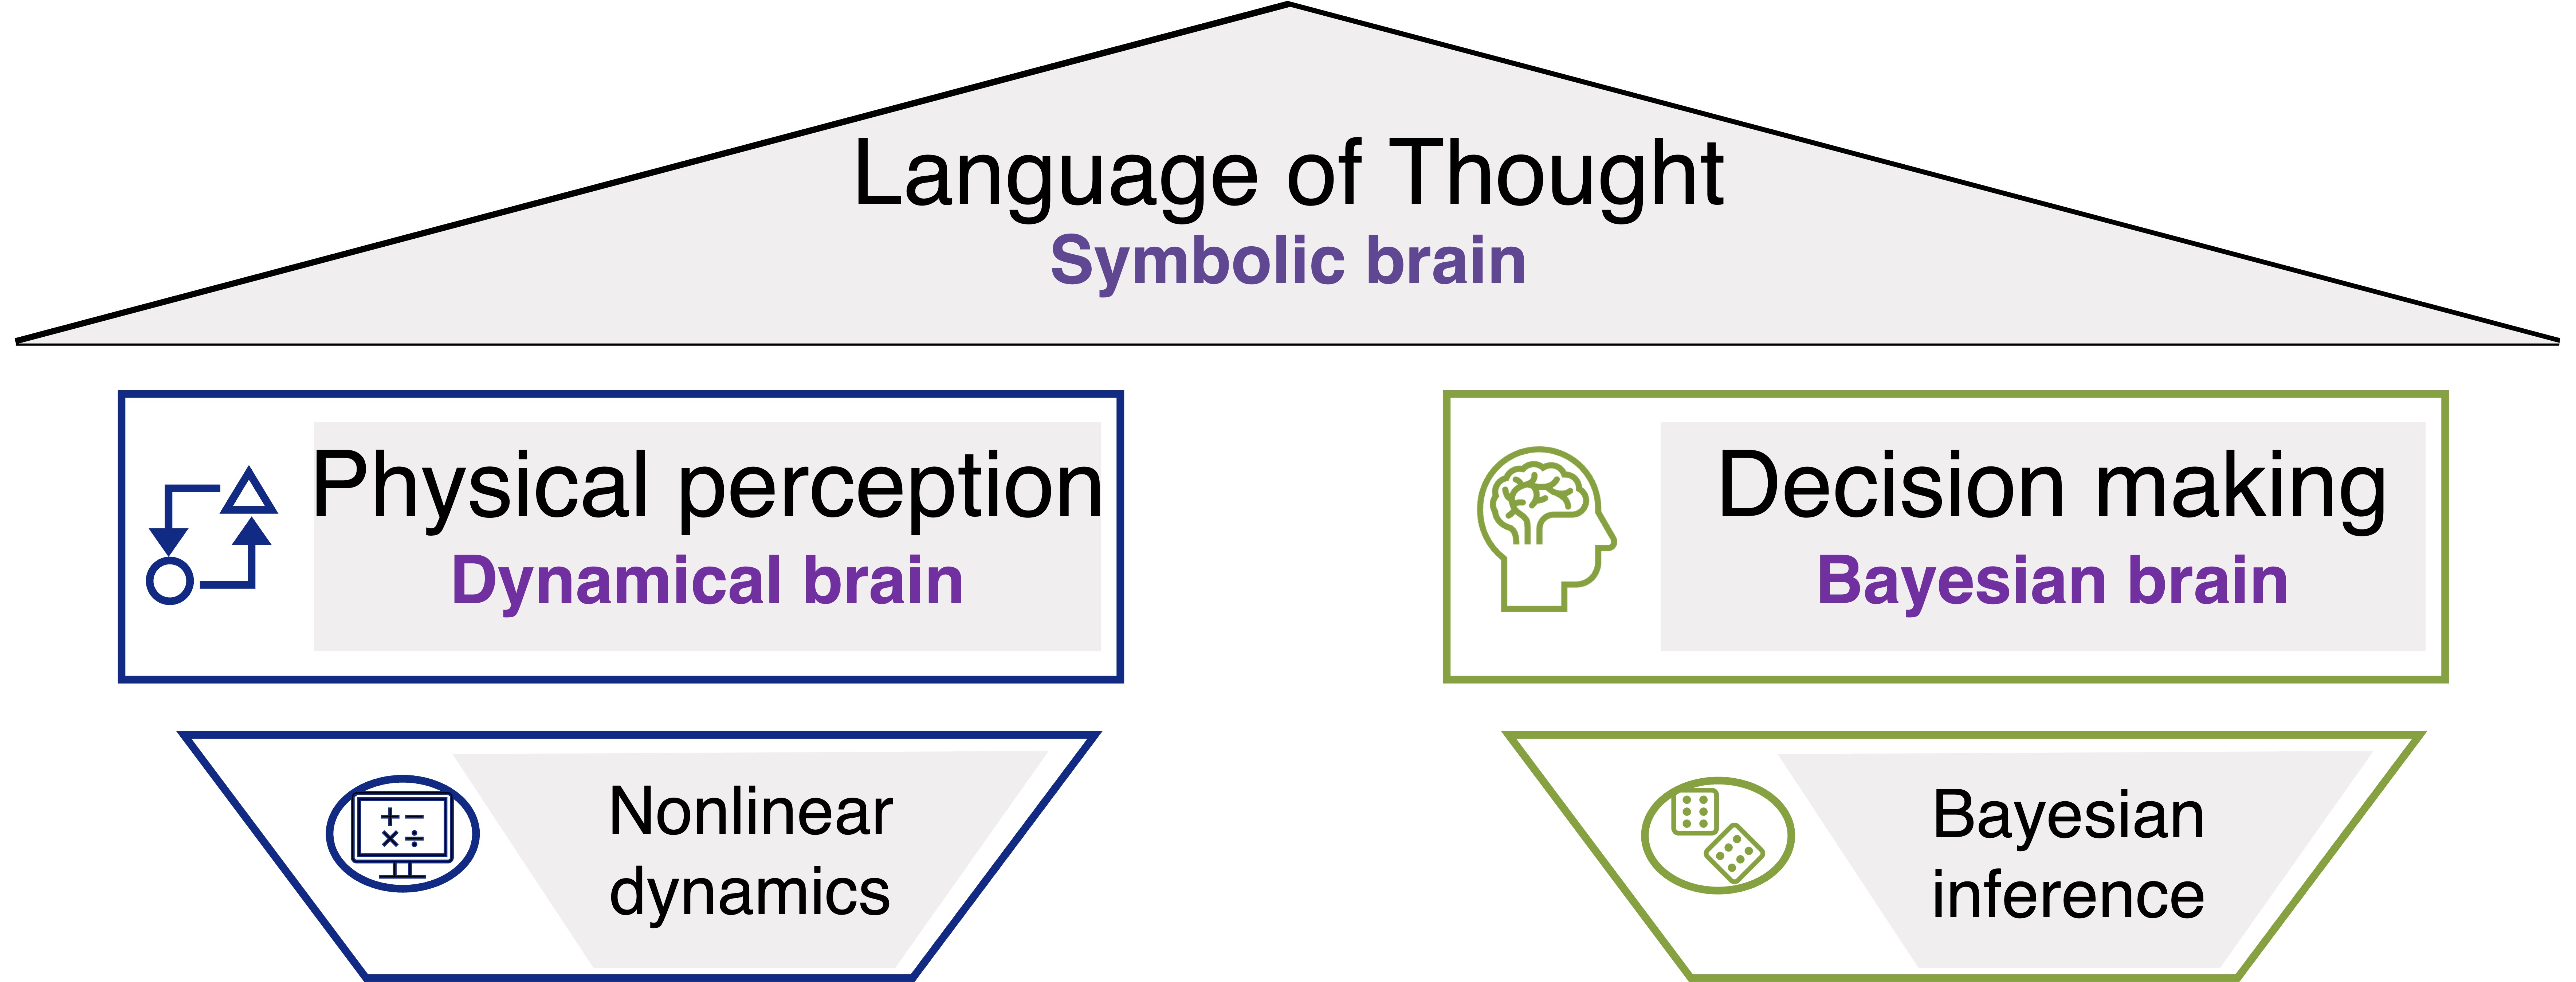 Language of Thought
Symbolic brain
Physical perception
Dynamical brain
Decision making
Bayesian brain
+ −
× ÷
Nonlinear
dynamics
Bayesian
inference